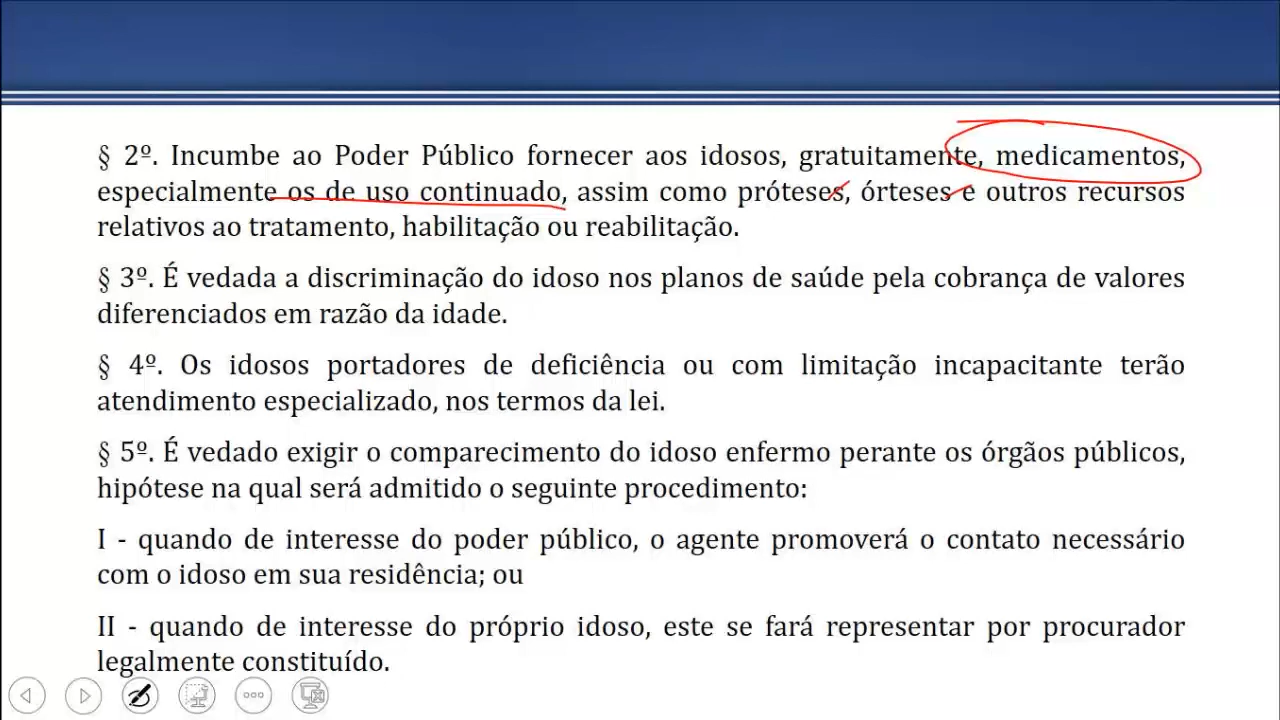 § 2º. Incumbe ao Poder Público fornecer aos idosos, gratuitamente, medicamentos,
especialmente os de uso continuado, assim como próteses, órteses e outros recursos
relativos ao tratamento, habilitação ou reabilitação.
§ 3º. É vedada a discriminação do idoso nos planos de saúde pela cobrança de valores
diferenciados em razão da idade.
§ 4º. Os idosos portadores de deficiência ou com limitação incapacitante terão
atendimento especializado, nos termos da lei.
§ 5º. É vedado exigir o comparecimento do idoso enfermo perante os órgãos públicos,
hipótese na qual será admitido o seguinte procedimento:
I - quando de interesse do poder público, o agente promoverá o contato necessário
com o idoso em sua residência; ou
II - quando de interesse do próprio idoso, este se fará representar por procurador
legalmente constituído.